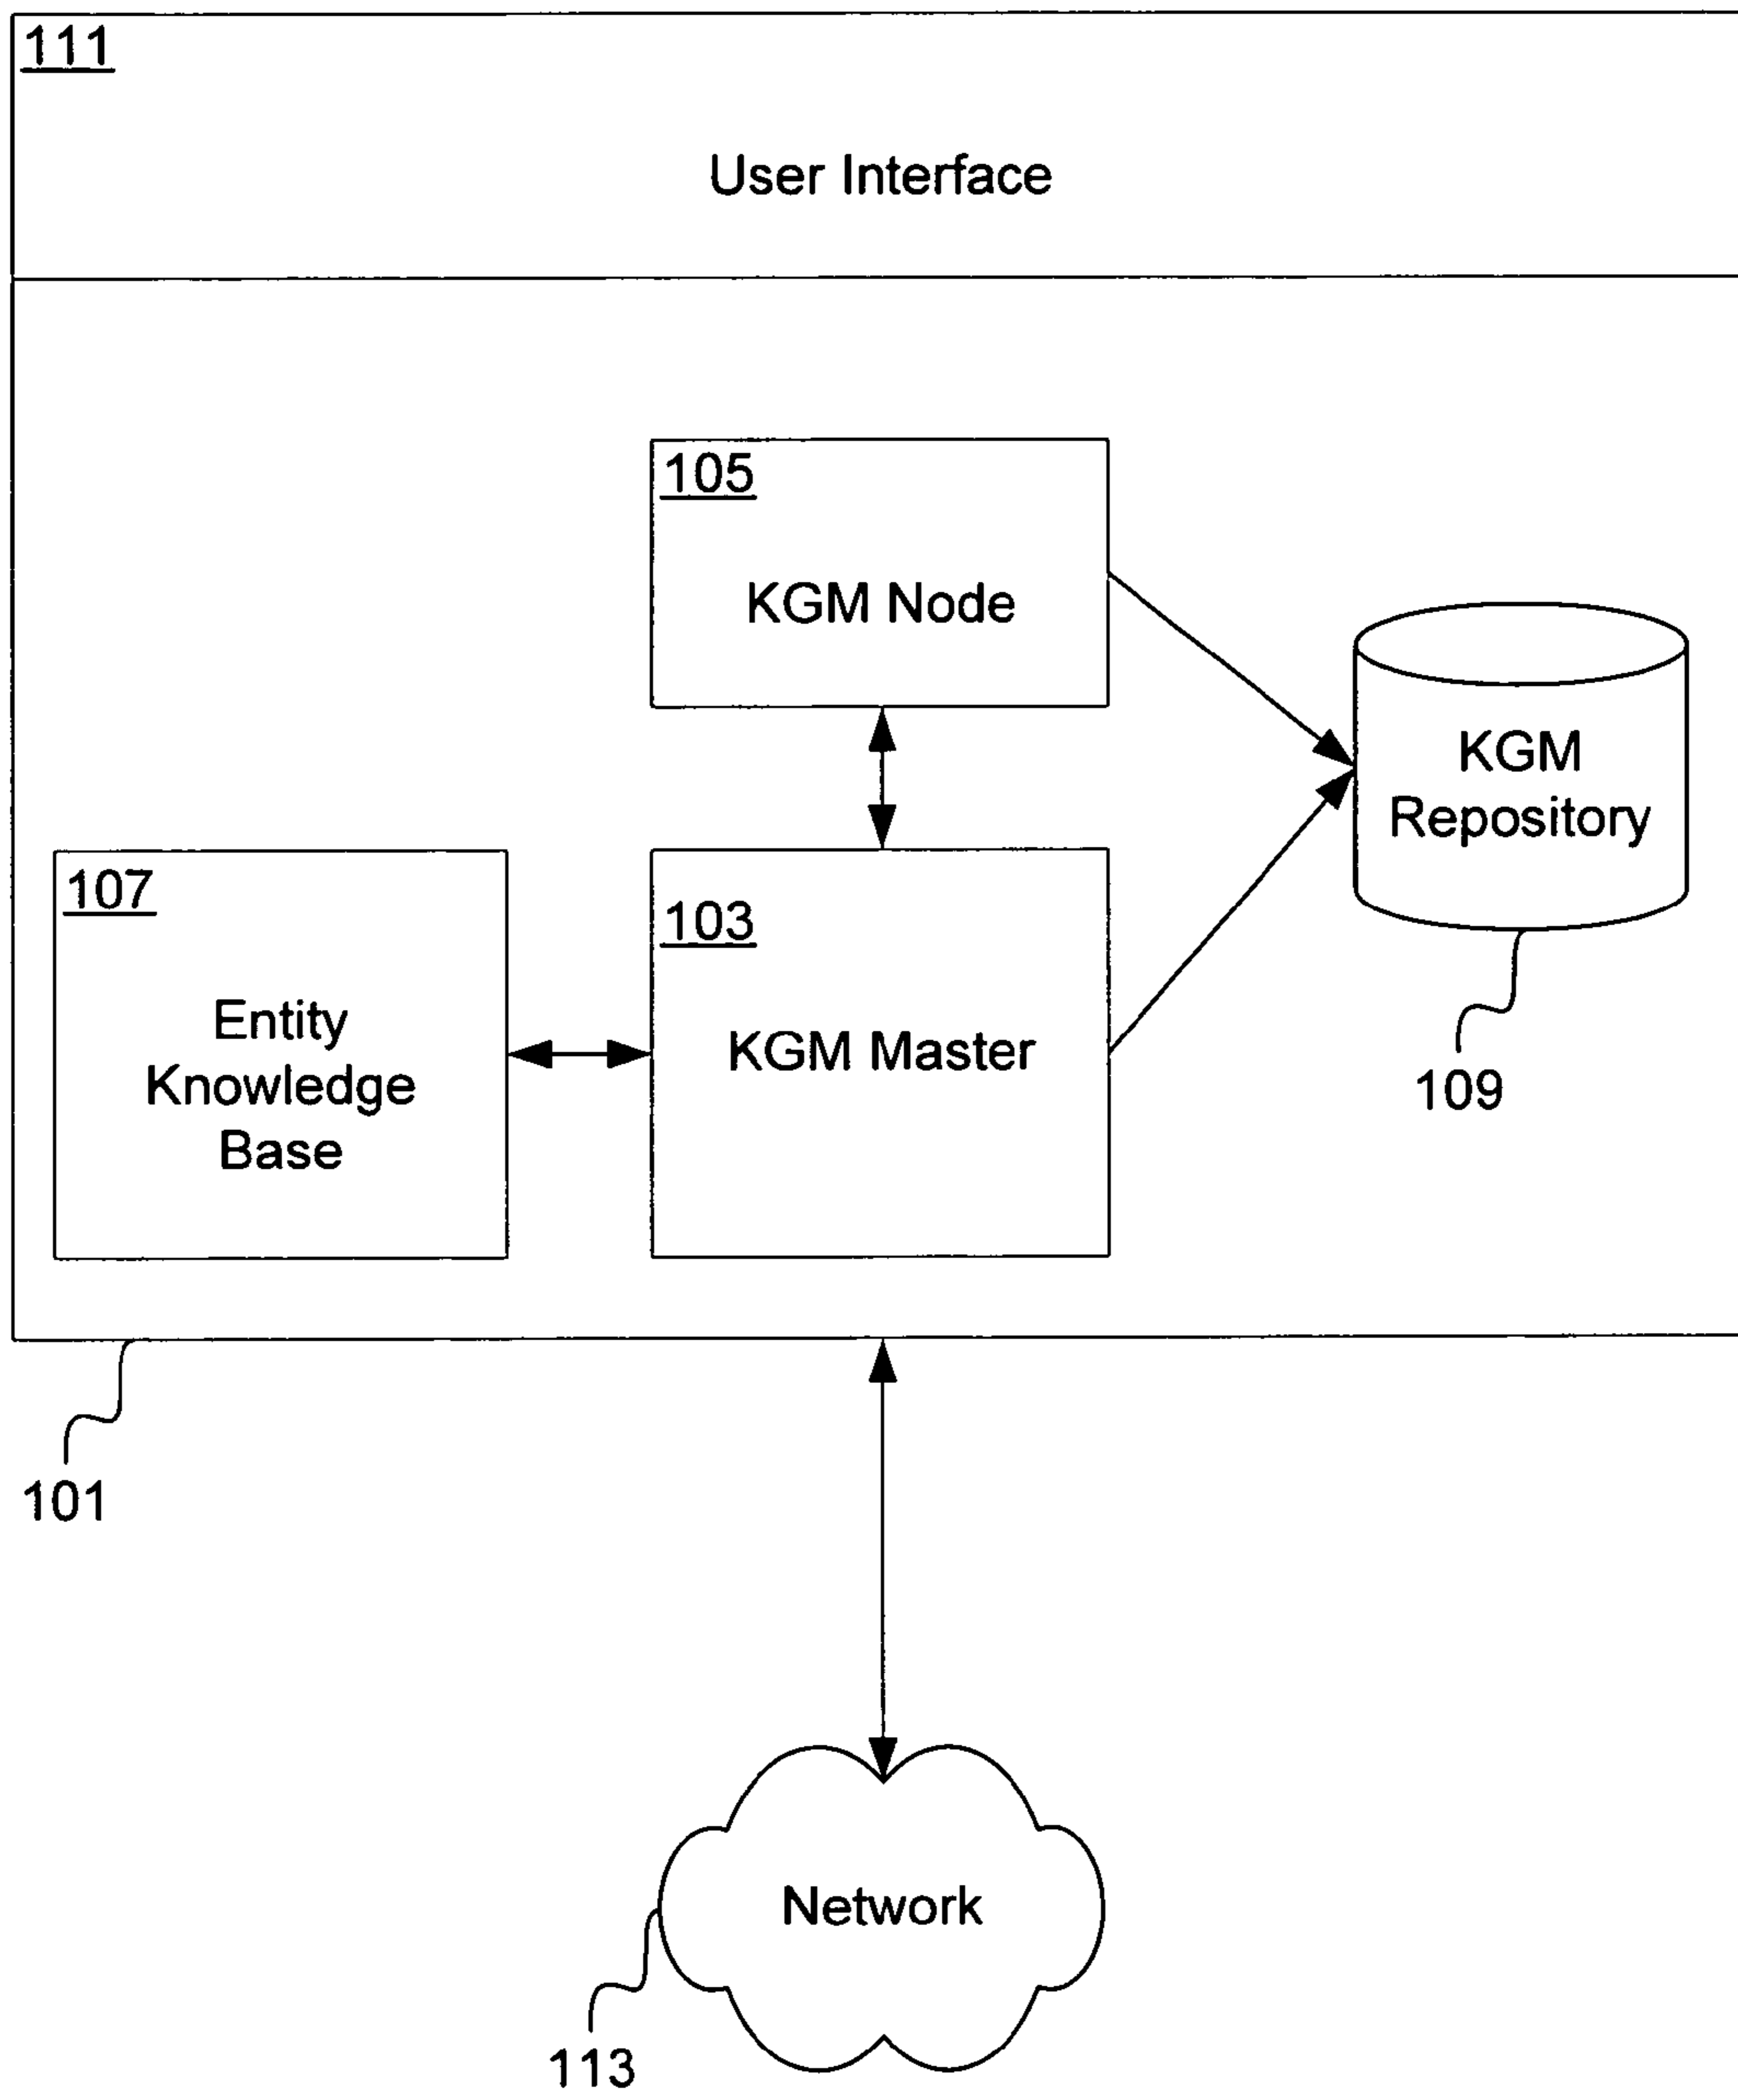 111
User Interface
105
KGM Node
KGM
Repository
107
Entity
Knowledge
Base
103
KGM Master
109
101
Network
113